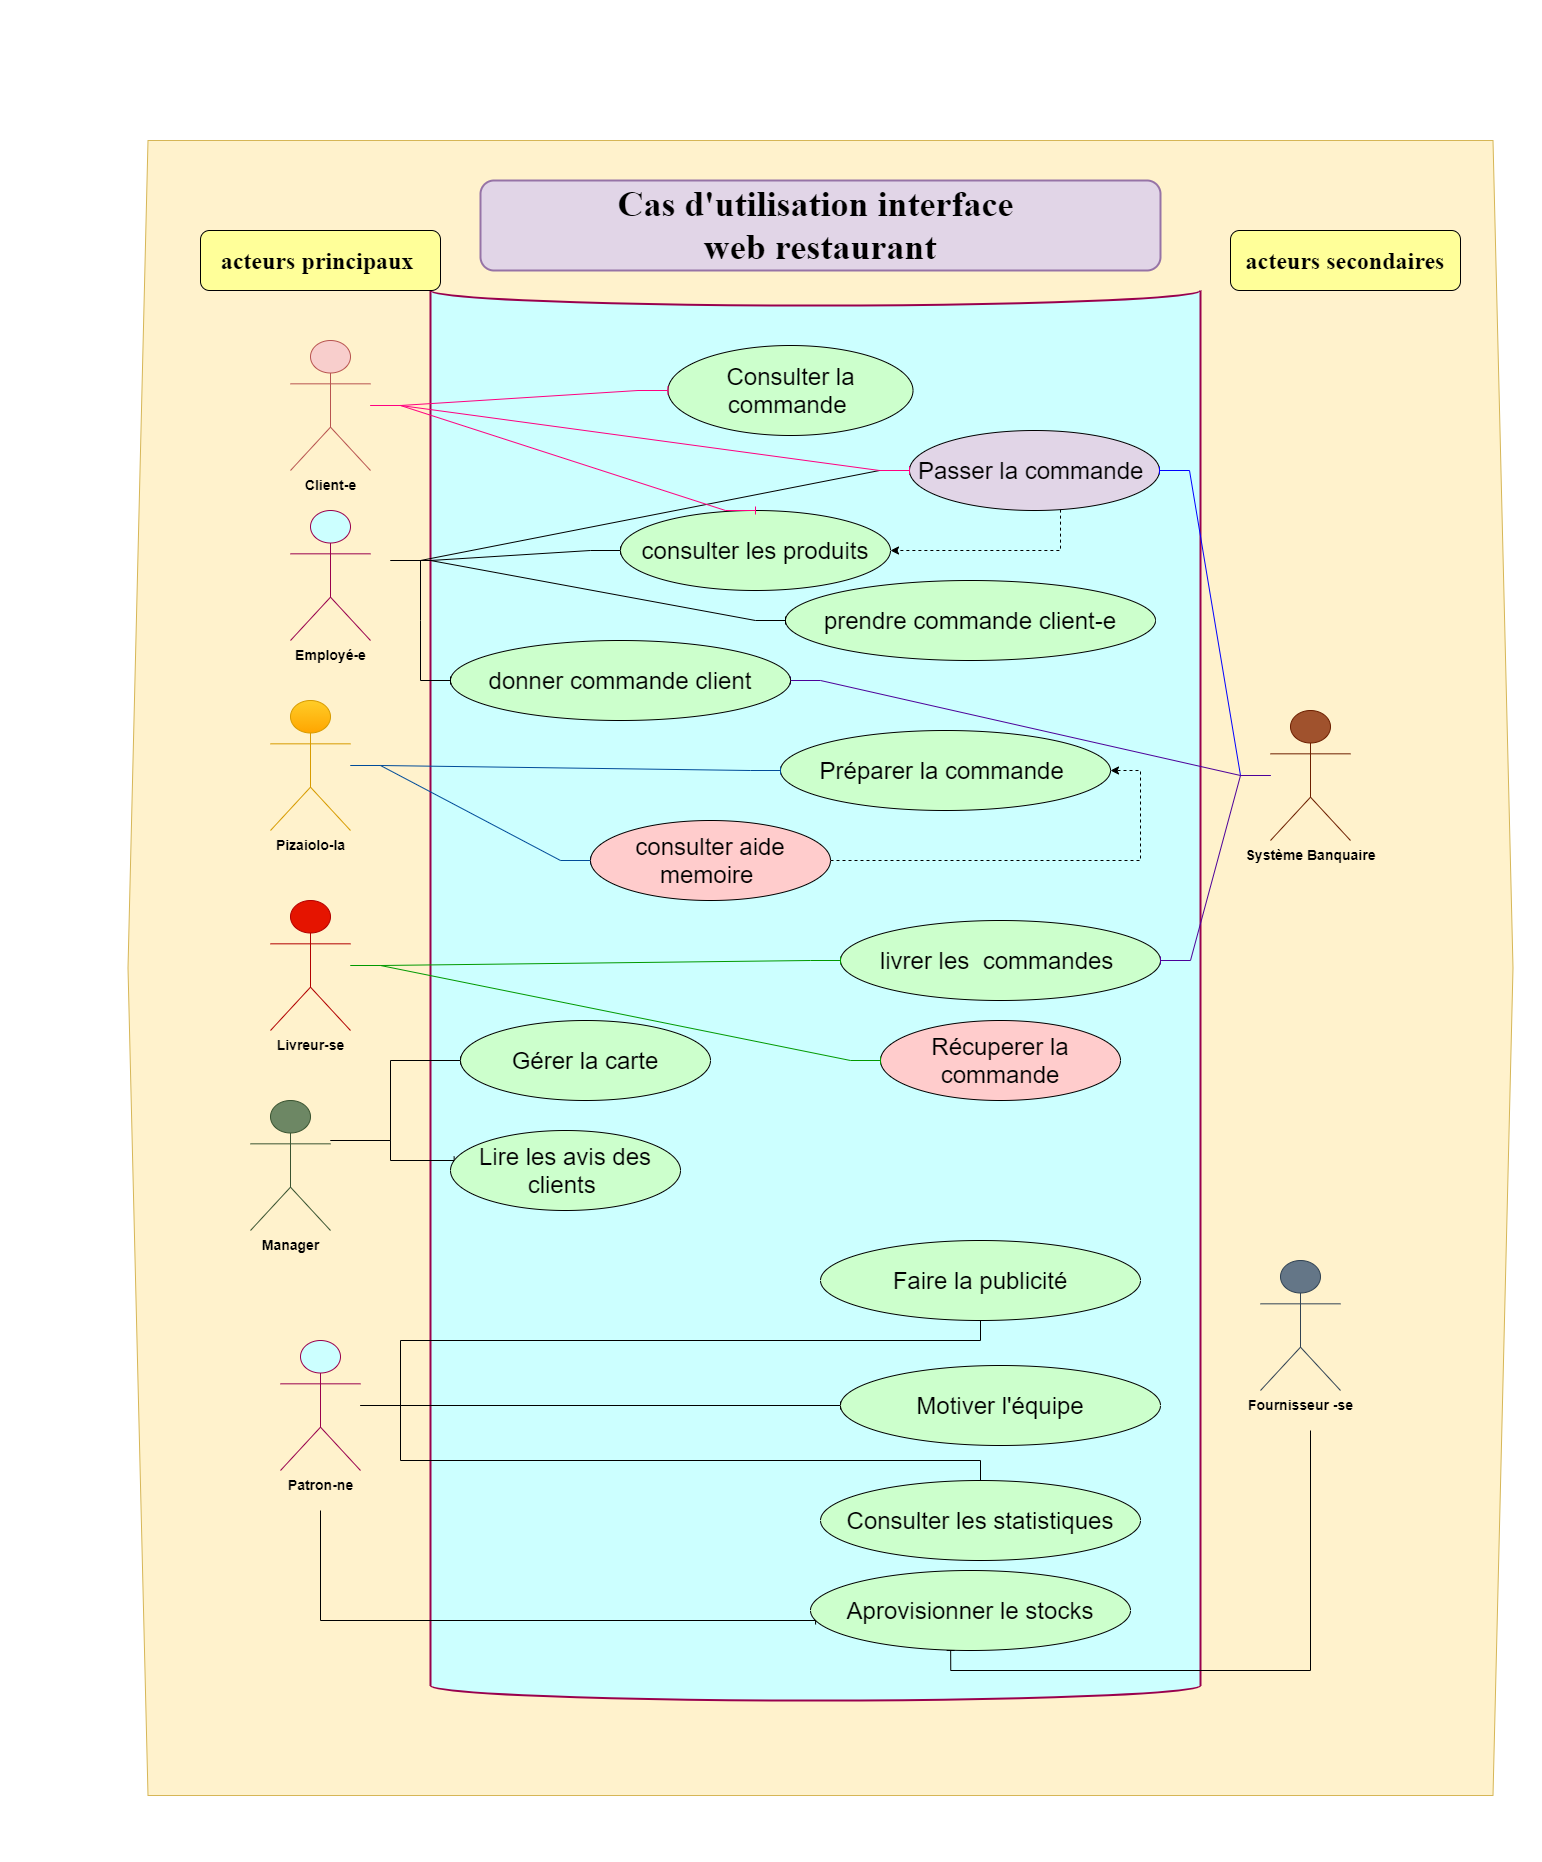 Cas d'utilisation interface
web restaurant
acteurs principaux
acteurs secondaires
Consulter la
commande
Passer la commande
Client-e
consulter les produits
prendre commande client-e
Employé-e
donner commande client
Préparer la commande
Pizaiolo-la
consulter aide
memoire
Système Banquaire
livrer les  commandes
Livreur-se
Récuperer la
commande
Gérer la carte
Lire les avis des
clients
Manager
Faire la publicité
Motiver l'équipe
Fournisseur -se
Patron-ne
Consulter les statistiques
Aprovisionner le stocks